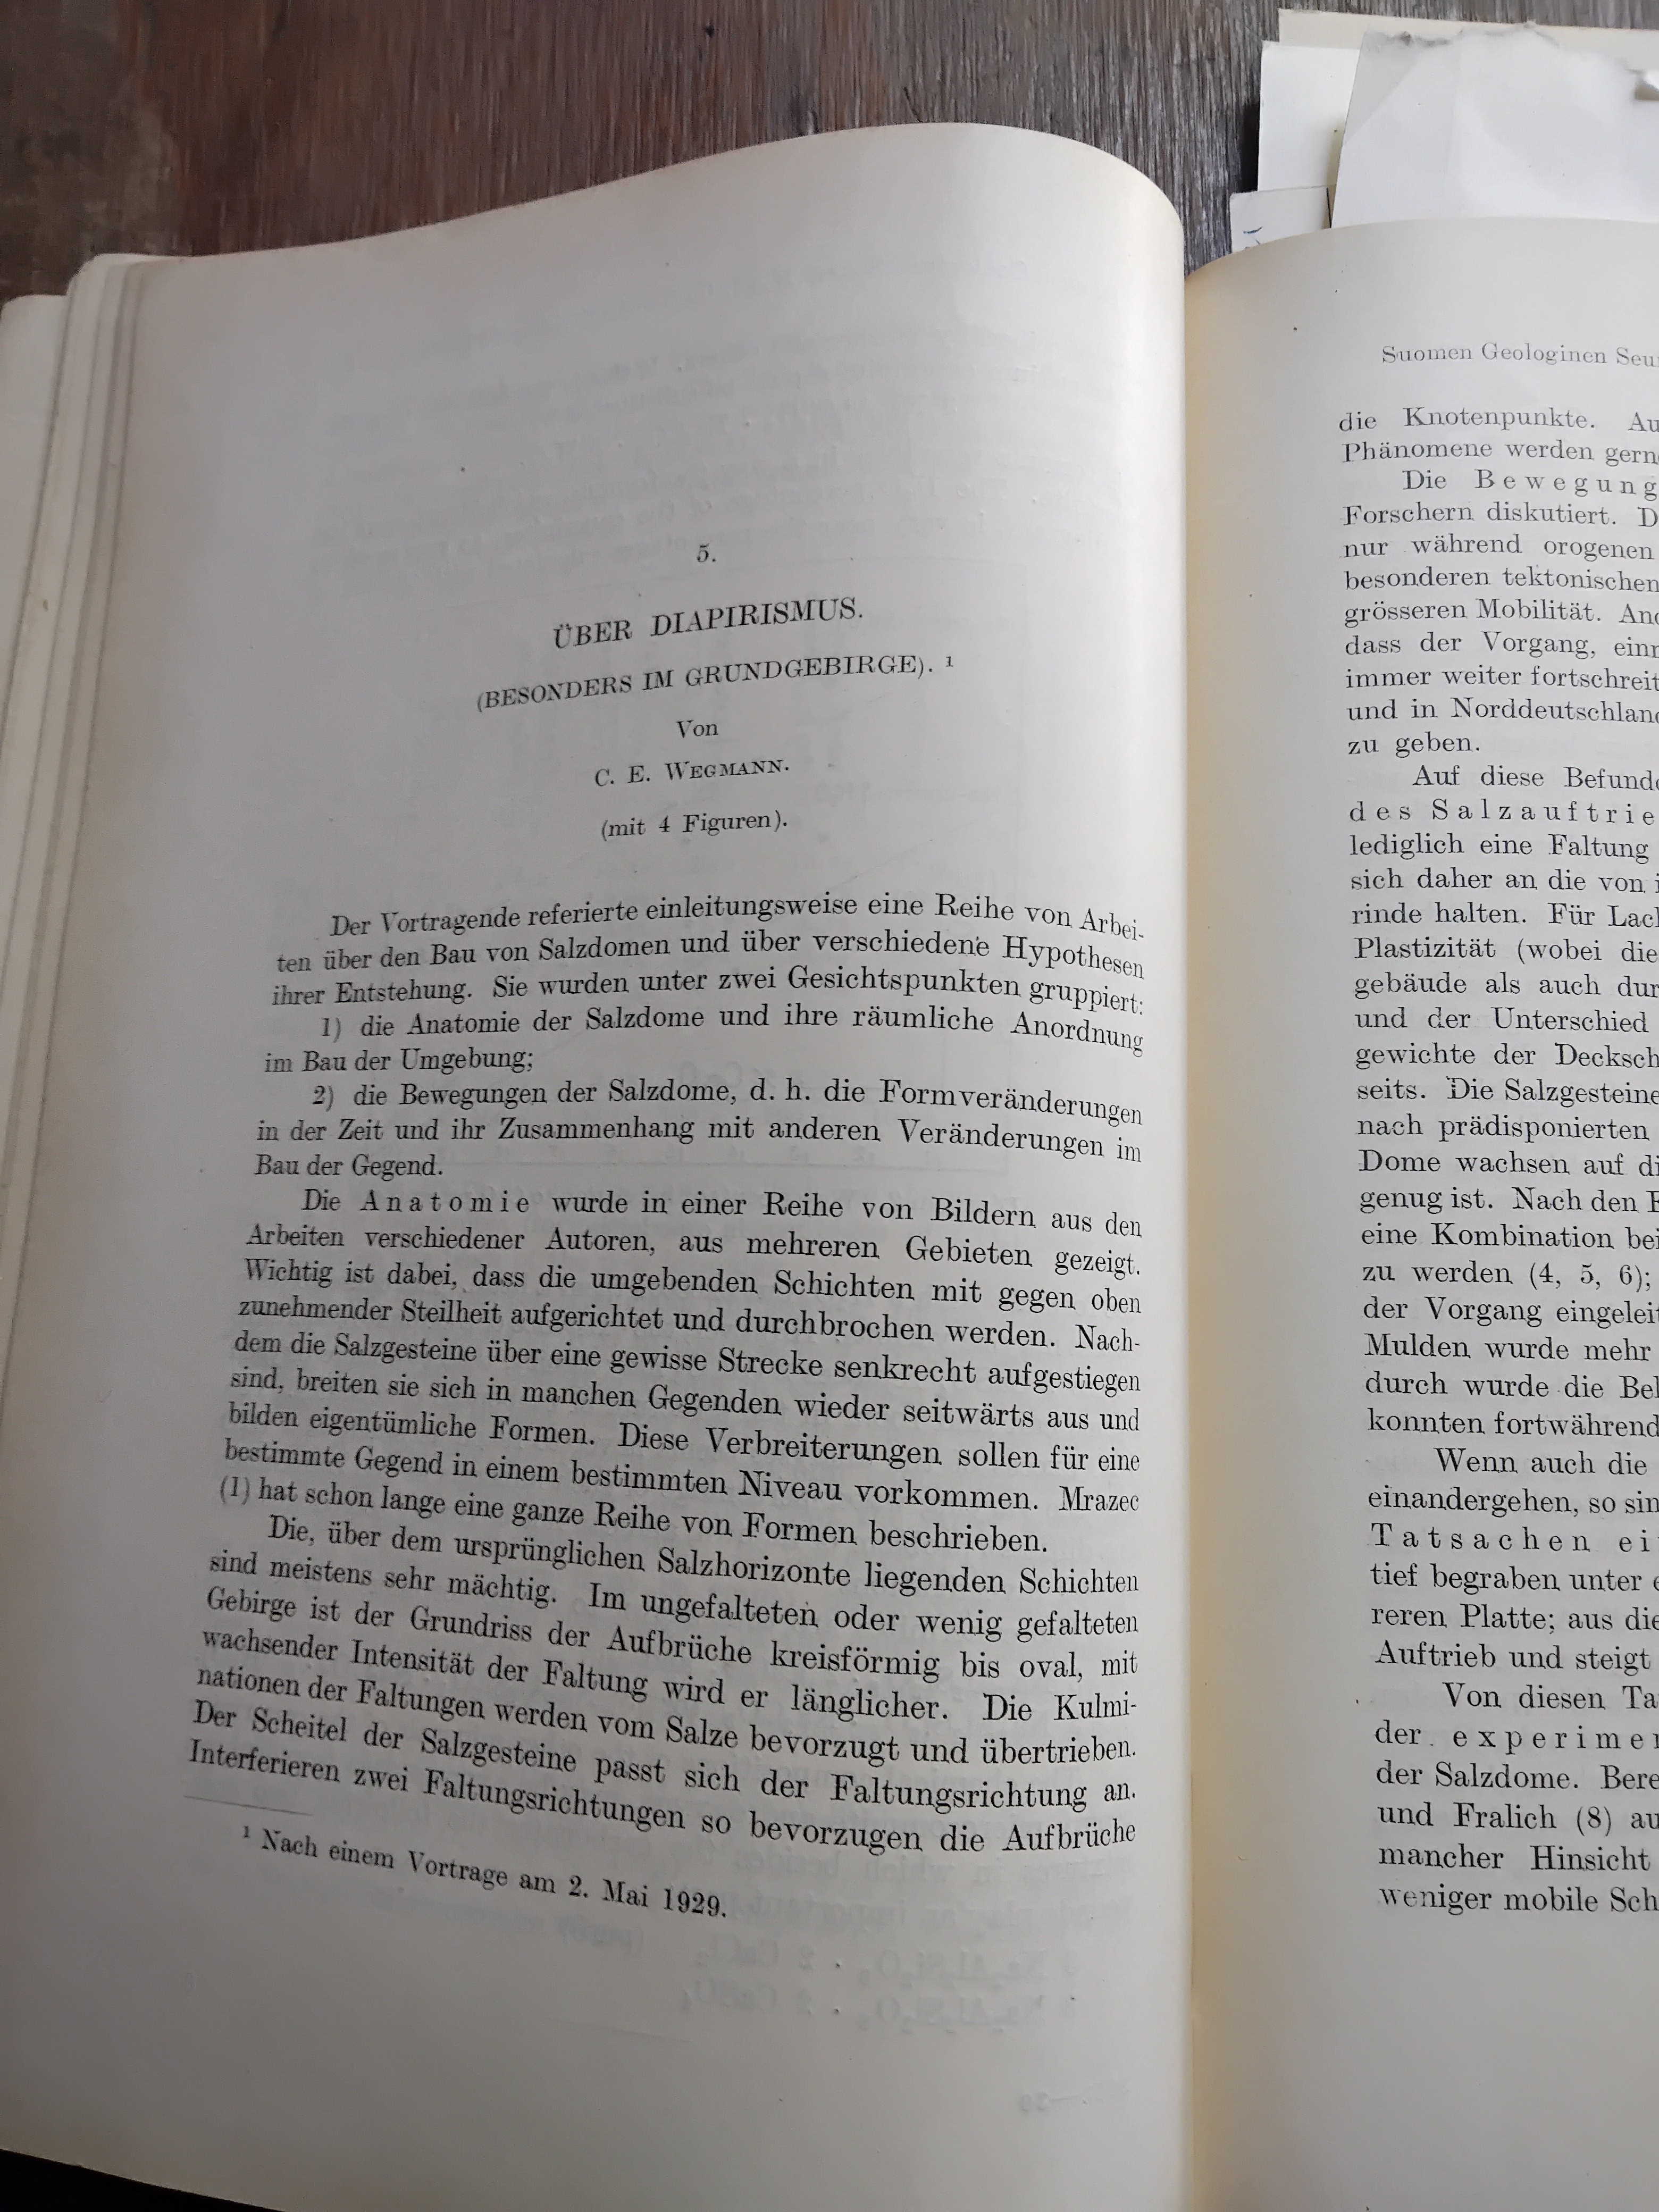 5.
ÜBER DIAPIRISMUS.
(BESONDERS IM GRUNDGEBIRGE). ¹
Von
C. E. WEGMANN.
(mit 4 Figuren).
Der Vortragende referierte einleitungsweise eine Reihe von Arbei-
ten über den Bau von Salzdomen und über verschiedene Hypothesen
ihrer Entstehung. Sie wurden unter zwei Gesichtspunkten gruppiert:
1) die Anatomie der Salzdome und ihre räumliche Anordnung
im Bau der Umgebung;
2) die Bewegungen der Salzdome, d. h. die Formveränderungen
in der Zeit und ihr Zusammenhang mit anderen Veränderungen im
Bau der Gegend.
Die Anatomie wurde in einer Reihe von Bildern aus den
Arbeiten verschiedener Autoren, aus mehreren Gebieten gezeigt.
Wichtig ist dabei, dass die umgebenden Schichten mit gegen oben
zunehmender Steilheit aufgerichtet und durchbrochen werden. Nach-
dem die Salzgesteine über eine gewisse Strecke senkrecht aufgestiegen
sind, breiten sie sich in manchen Gegenden wieder seitwärts aus und
bilden eigentümliche Formen. Diese Verbreiterungen sollen für eine
bestimmte Gegend in einem bestimmten Niveau vorkommen. MRAZEC
(1) hat schon lange eine ganze Reihe von Formen beschrieben.
Die, über dem ursprünglichen Salzhorizonte liegenden Schichten
sind meistens sehr mächtig. Im ungefalteten oder wenig gefalteten
Gebirge ist der Grundriss der Aufbrüche kreisförmig bis oval, mit
wachsender Intensität der Faltung wird er länglicher. Die Kulmi-
nationen der Faltungen werden vom Salze bevorzugt und übertrieben.
Der Scheitel der Salzgesteine passt sich der Faltungsrichtung an.
Interferieren zwei Faltungsrichtungen so bevorzugen die Aufbrüche
¹ Nach einem Vortrage am 2. Mai 1929.
Suomen Geologinen
die Knotenpunkte.
Phänomene werden
Die Bewegung
Forschern diskutiert.
nur während orogenen
besonderen tektonischen
grösseren Mobilität.
dass der Vorgang,
immer weiter
und in
zu geben.
Auf diese
des
lediglich eine Faltung
sich daher an die von
rinde halten. Für
Plastizität (wobei die
gebäude als auch
und der Unterschied
gewichte der
seits. Die
nach prädisponierten
Dome wachsen auf
genug ist. Nach den
eine Kombination
zu werden (4, 5, 6);
der Vorgang
Mulden wurde mehr
durch wurde die
konnten
Wenn auch die
einandergehen, so
Tatsachen
tief begraben unter
reren Platte; aus
Auftrieb und steigt
Von diesen
der
der Salzdome.
und Fralich (8)
mancher Hinsicht
weniger mobile